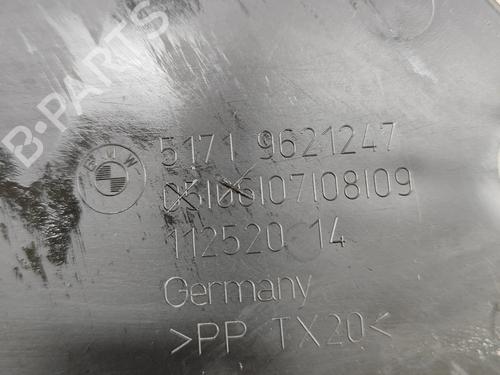 B-PARTS
BMW
5171 9621247
05|06|07|08|09
112520 14
Germany
>PP TX20<